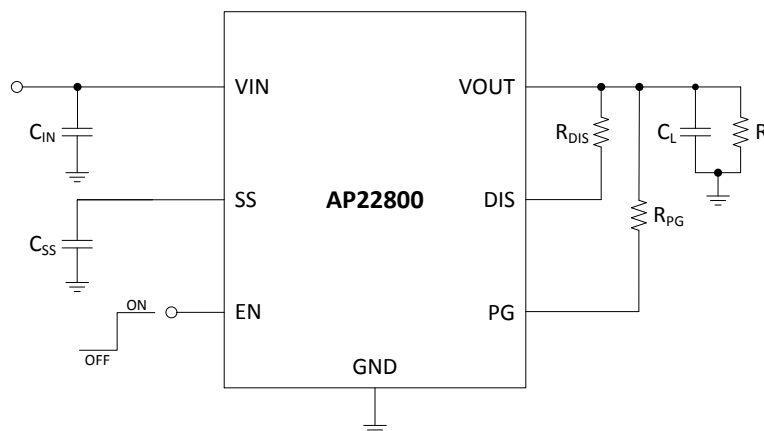 VIN
VOUT
C_IN
R_DIS
C_L
R
SS
AP22800
DIS
C_SS
R_PG
ON
EN
PG
OFF
GND